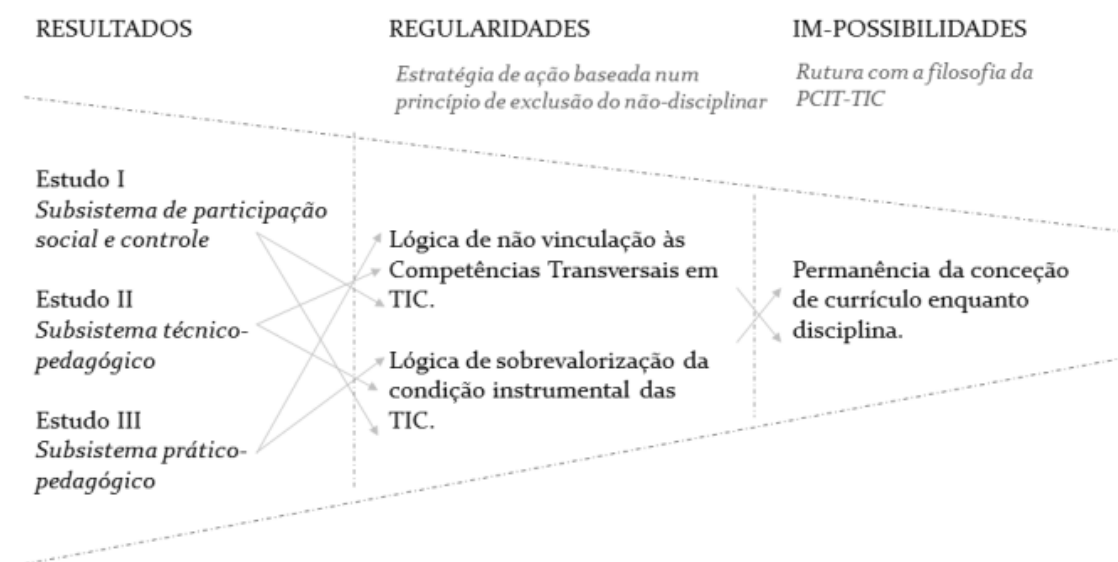 RESULTADOS
REGULARIDADES
Estratégia de ação baseada num
princípio de exclusão do não-disciplinar
IM-POSSIBILIDADES
Rutura com a filosofia da
PCIT-TIC
Estudo I
Subsistema de participação
social e controle
Estudo II
Subsistema técnico-
pedagógico
Estudo III
Subsistema prático-
pedagógico
Lógica de não vinculação às
Competências Transversais em
TIC.
Lógica de sobrevalorização da
condição instrumental das
TIC.
Permanência da conceção
de currículo enquanto
disciplina.